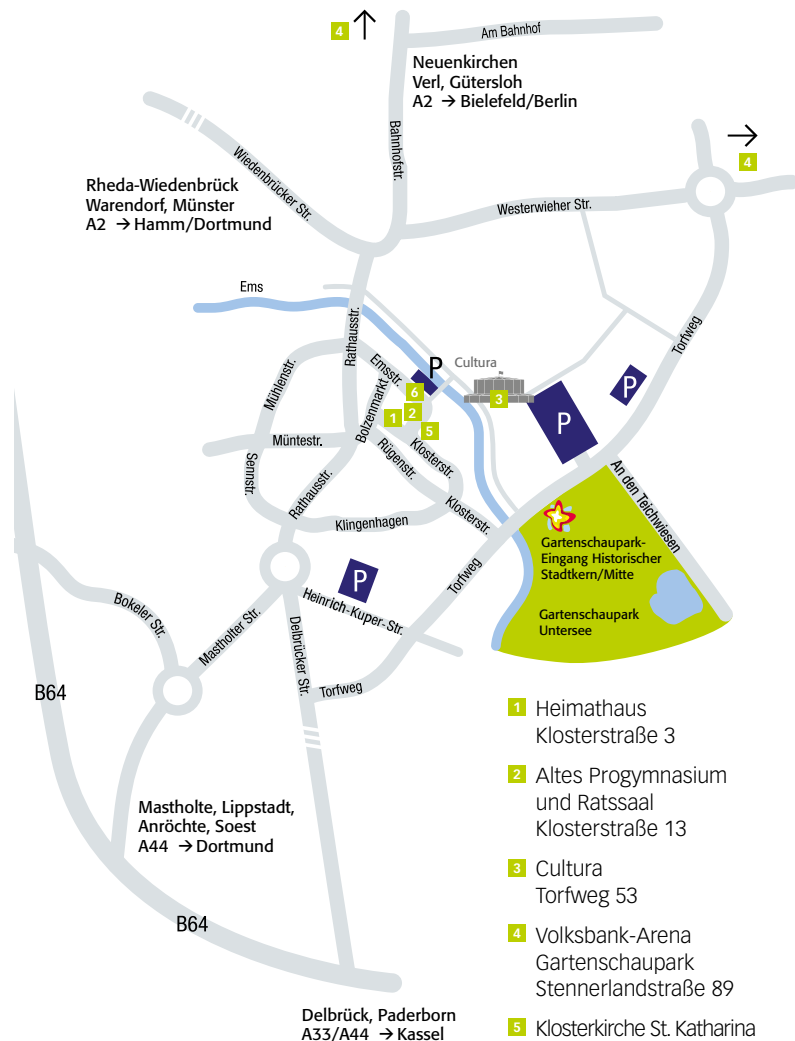 4
Am Bahnhof
Neuenkirchen
Verl, Gütersloh
A2 → Bielefeld/Berlin
Bahnhofstr.
4
Wiedenbrücker Str.
Rheda-Wiedenbrück
Warendorf, Münster
A2 → Hamm/Dortmund
Westerwieher Str.
Ems
Rathausstr.
Torfweg
Mühlenstr.
Emsstr.
P
Cultura
P
Bolzenmarkt
6
3
1
2
5
P
Müntestr.
Sennstr.
Rügenstr.
Klosterstr.
Rathausstr.
Klosterstr.
An den Teichwiesen
Klingenhagen
Gartenschaupark-
Eingang Historischer
Stadtkern/Mitte
Torfweg
P
Heinrich-Kuper-Str.
Bokeler Str.
Mastholter Str.
Delbrücker Str.
Gartenschaupark
Untersee
Torfweg
B64
1 Heimathaus
Klosterstraße 3
2 Altes Progymnasium
und Ratssaal
Klosterstraße 13
3 Cultura
Torfweg 53
4 Volksbank-Arena
Gartenschaupark
Stennerlandstraße 89
5 Klosterkirche St. Katharina
Mastholte, Lippstadt,
Anröchte, Soest
A44 → Dortmund
B64
Delbrück, Paderborn
A33/A44 → Kassel